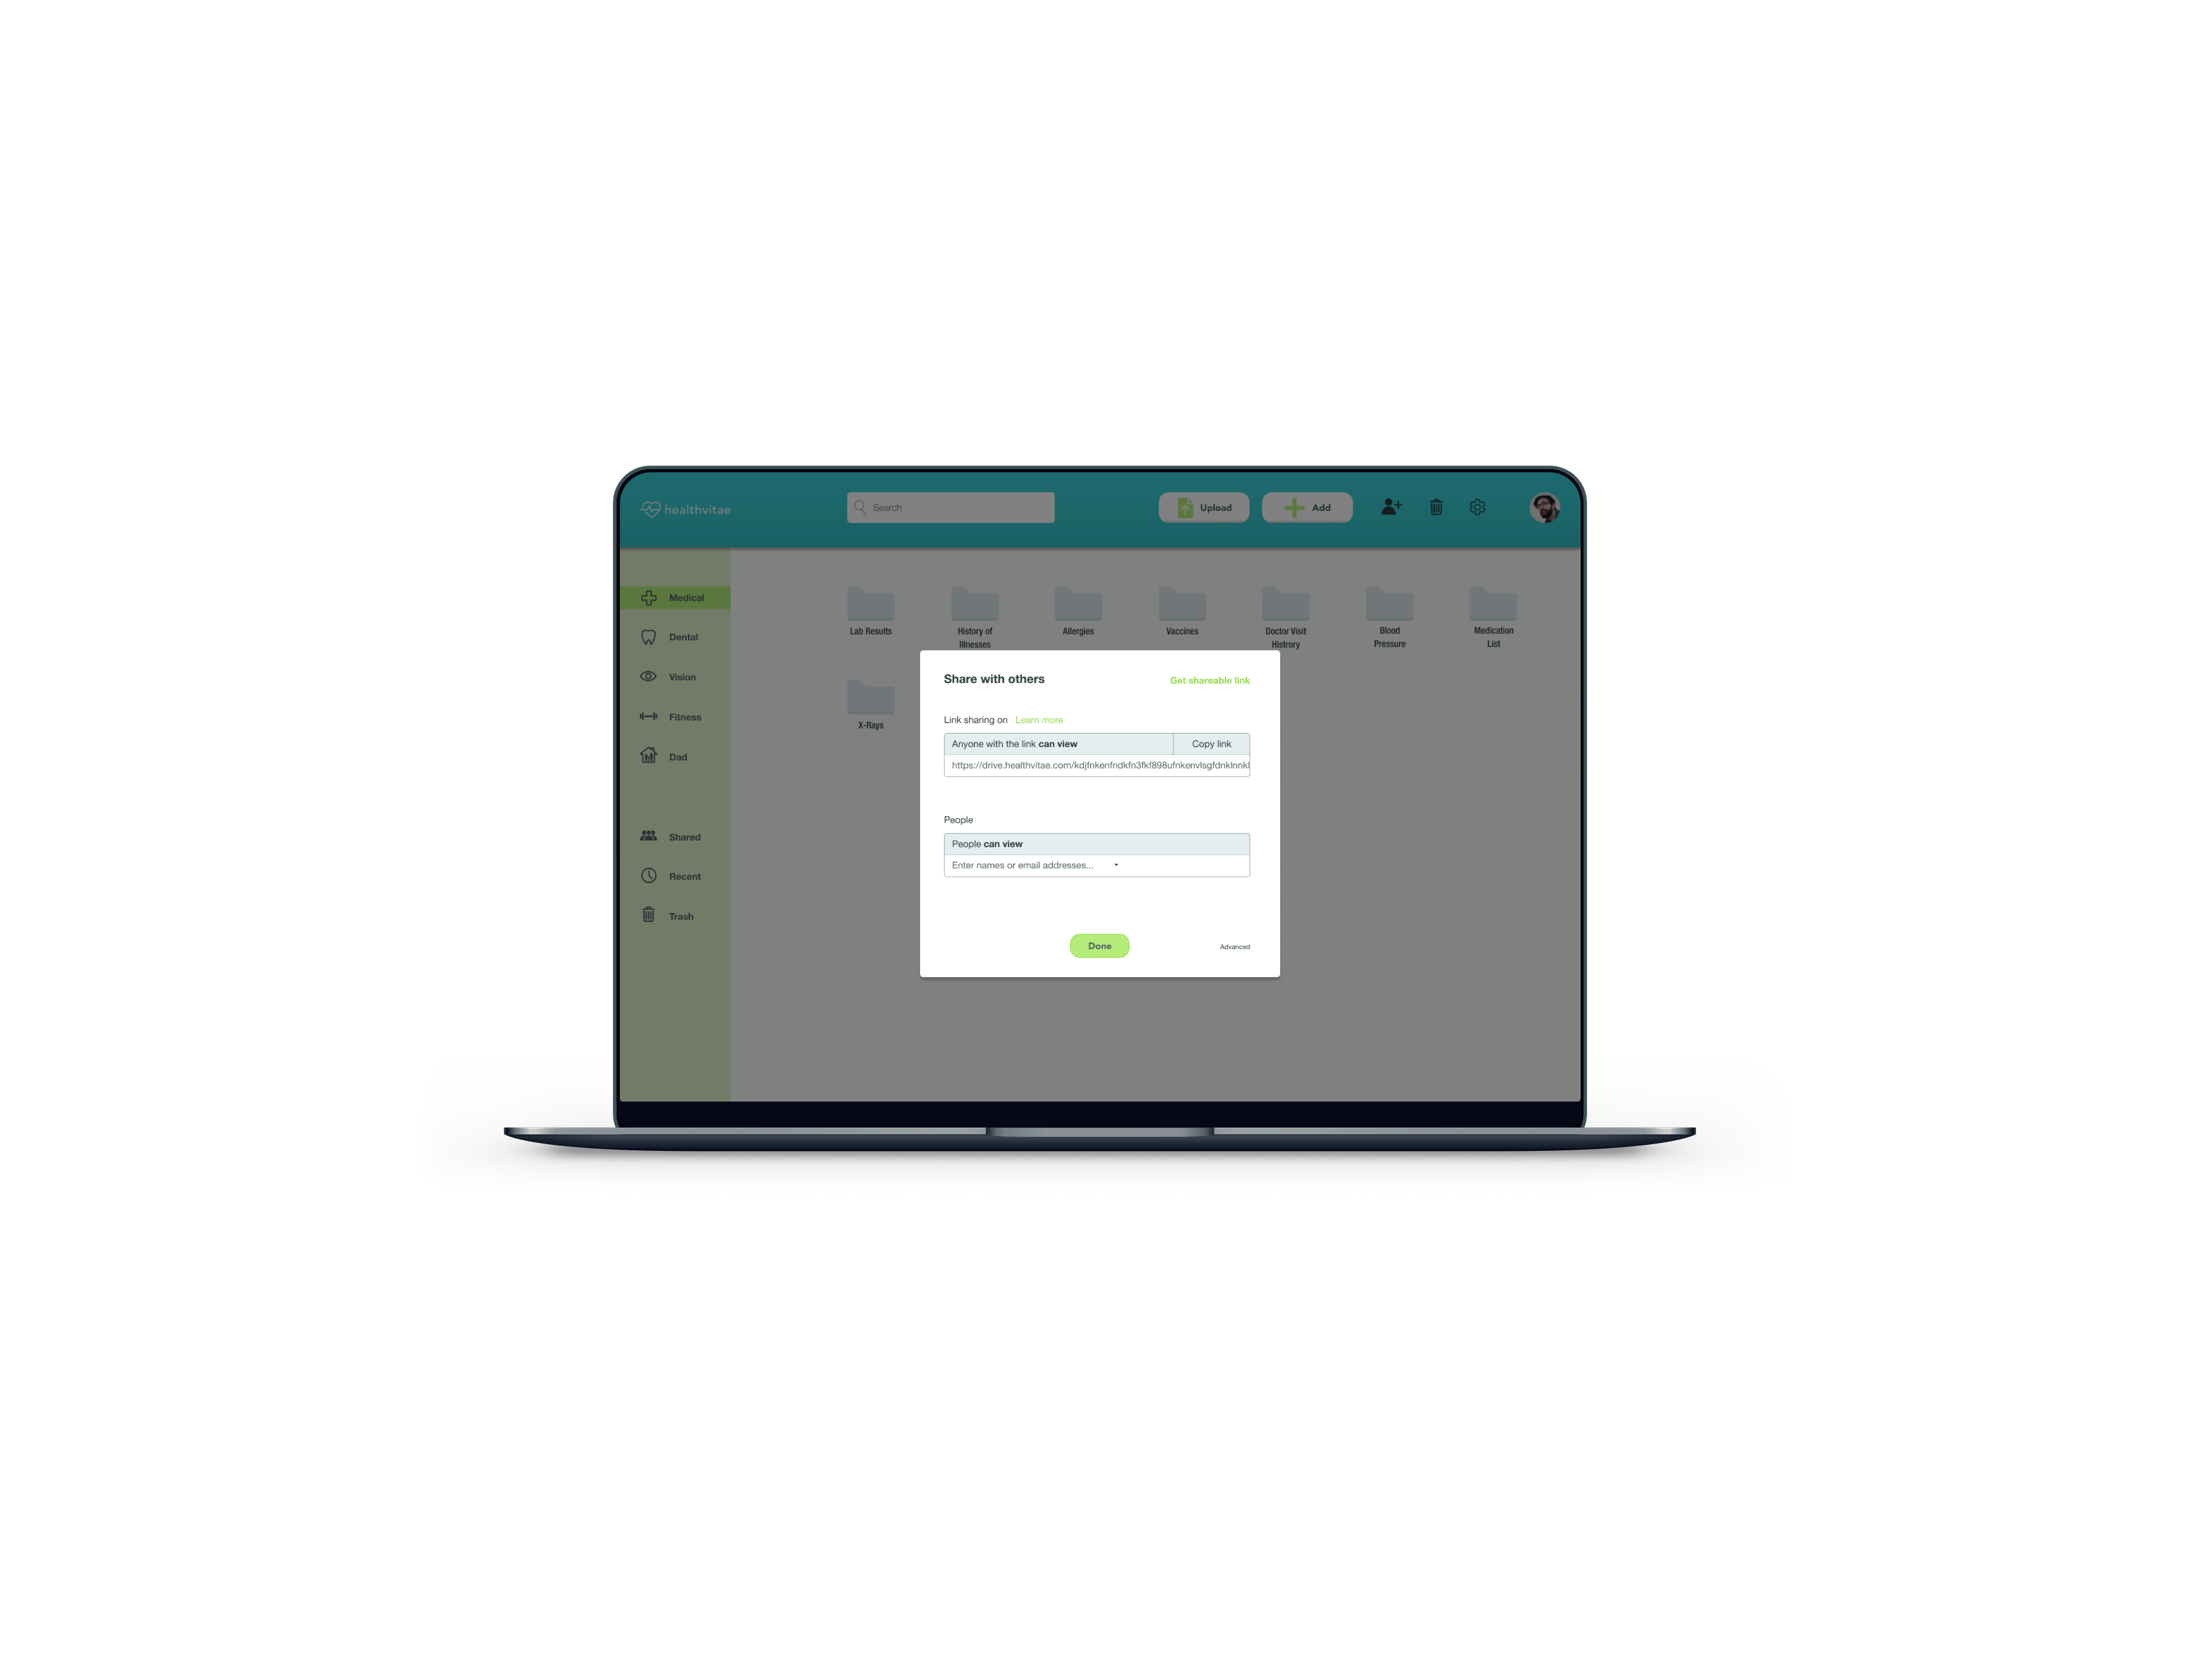 healthvitae
Search
Upload
Add
Medical
Dental
Vision
Fitness
Dad
Shared
Recent
Trash
Lab Results
History of
Illnesses
Allergies
Vaccines
Doctor Visit
Histrory
Blood
Pressure
Medication
List
X-Rays
Share with others
Get shareable link
Link sharing on Learn more
Anyone with the link can view
Copy link
https://drive.healthvitae.com/kdjfnkenfndkfn3fkf898ufnkenvlsgfdnklnnkl
People
People can view
Enter names or email addresses...
Done
Advanced